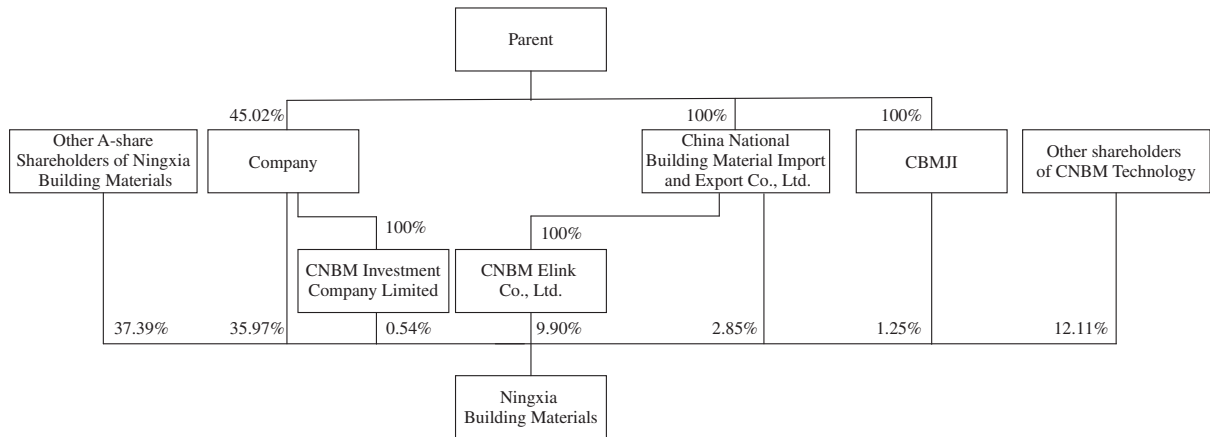 Parent
45.02%
100%
100%
Other A-share
Shareholders of Ningxia
Building Materials
Company
China National
Building Material Import
and Export Co., Ltd.
CBMJI
Other shareholders
of CNBM Technology
100%
100%
CNBM Investment
Company Limited
CNBM Elink
Co., Ltd.
37.39%
35.97%
0.54%
9.90%
2.85%
1.25%
12.11%
Ningxia
Building Materials